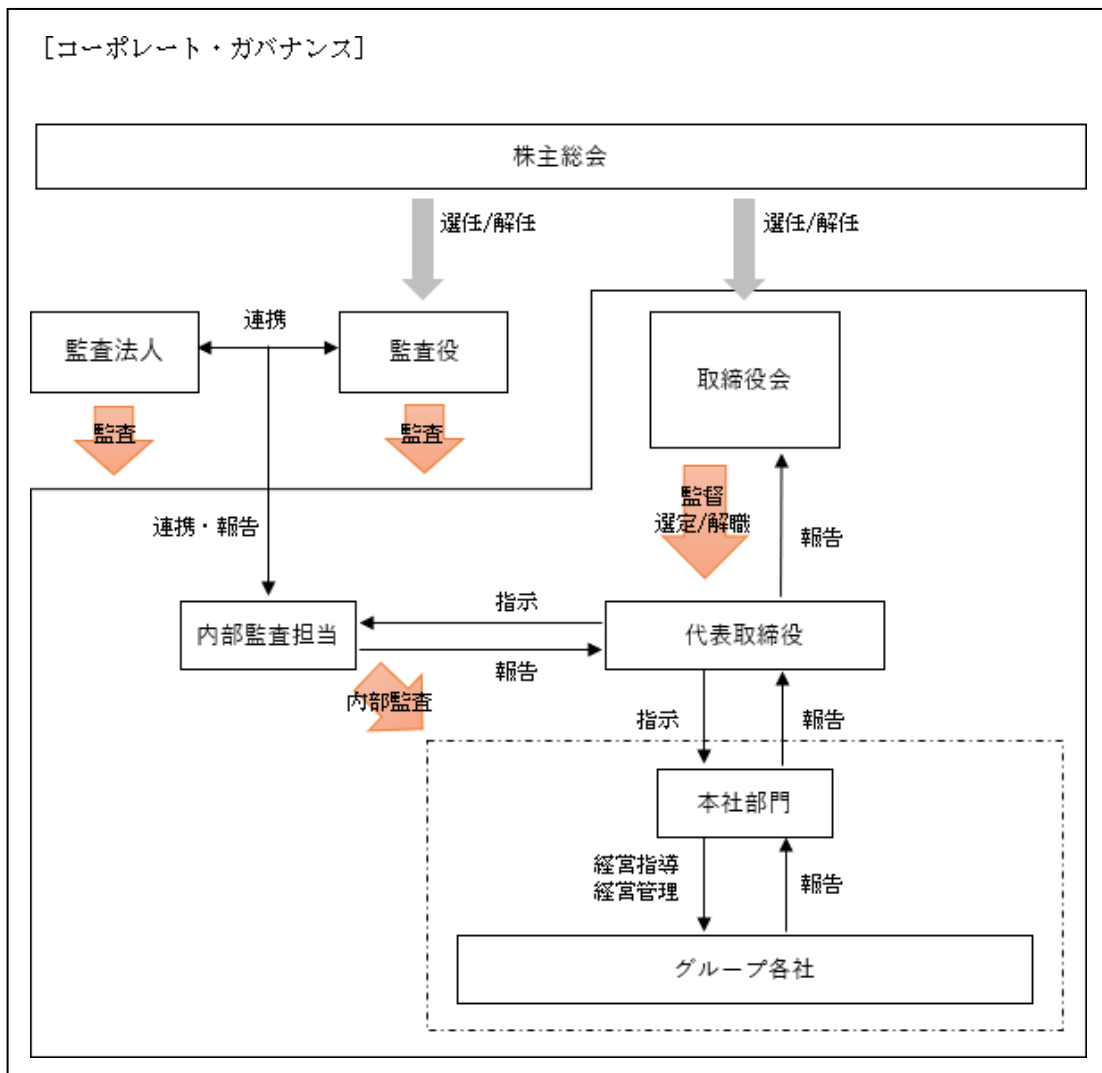 [コーポレート・ガバナンス]
株主総会
選任/解任
選任/解任
監査法人
連携
監査役
取締役会
監査
監査
監督
選定/解職
報告
連携・報告
内部監査担当
指示
報告
代表取締役
内部監査
指示
報告
本社部門
経営指導
経営管理
報告
グループ各社